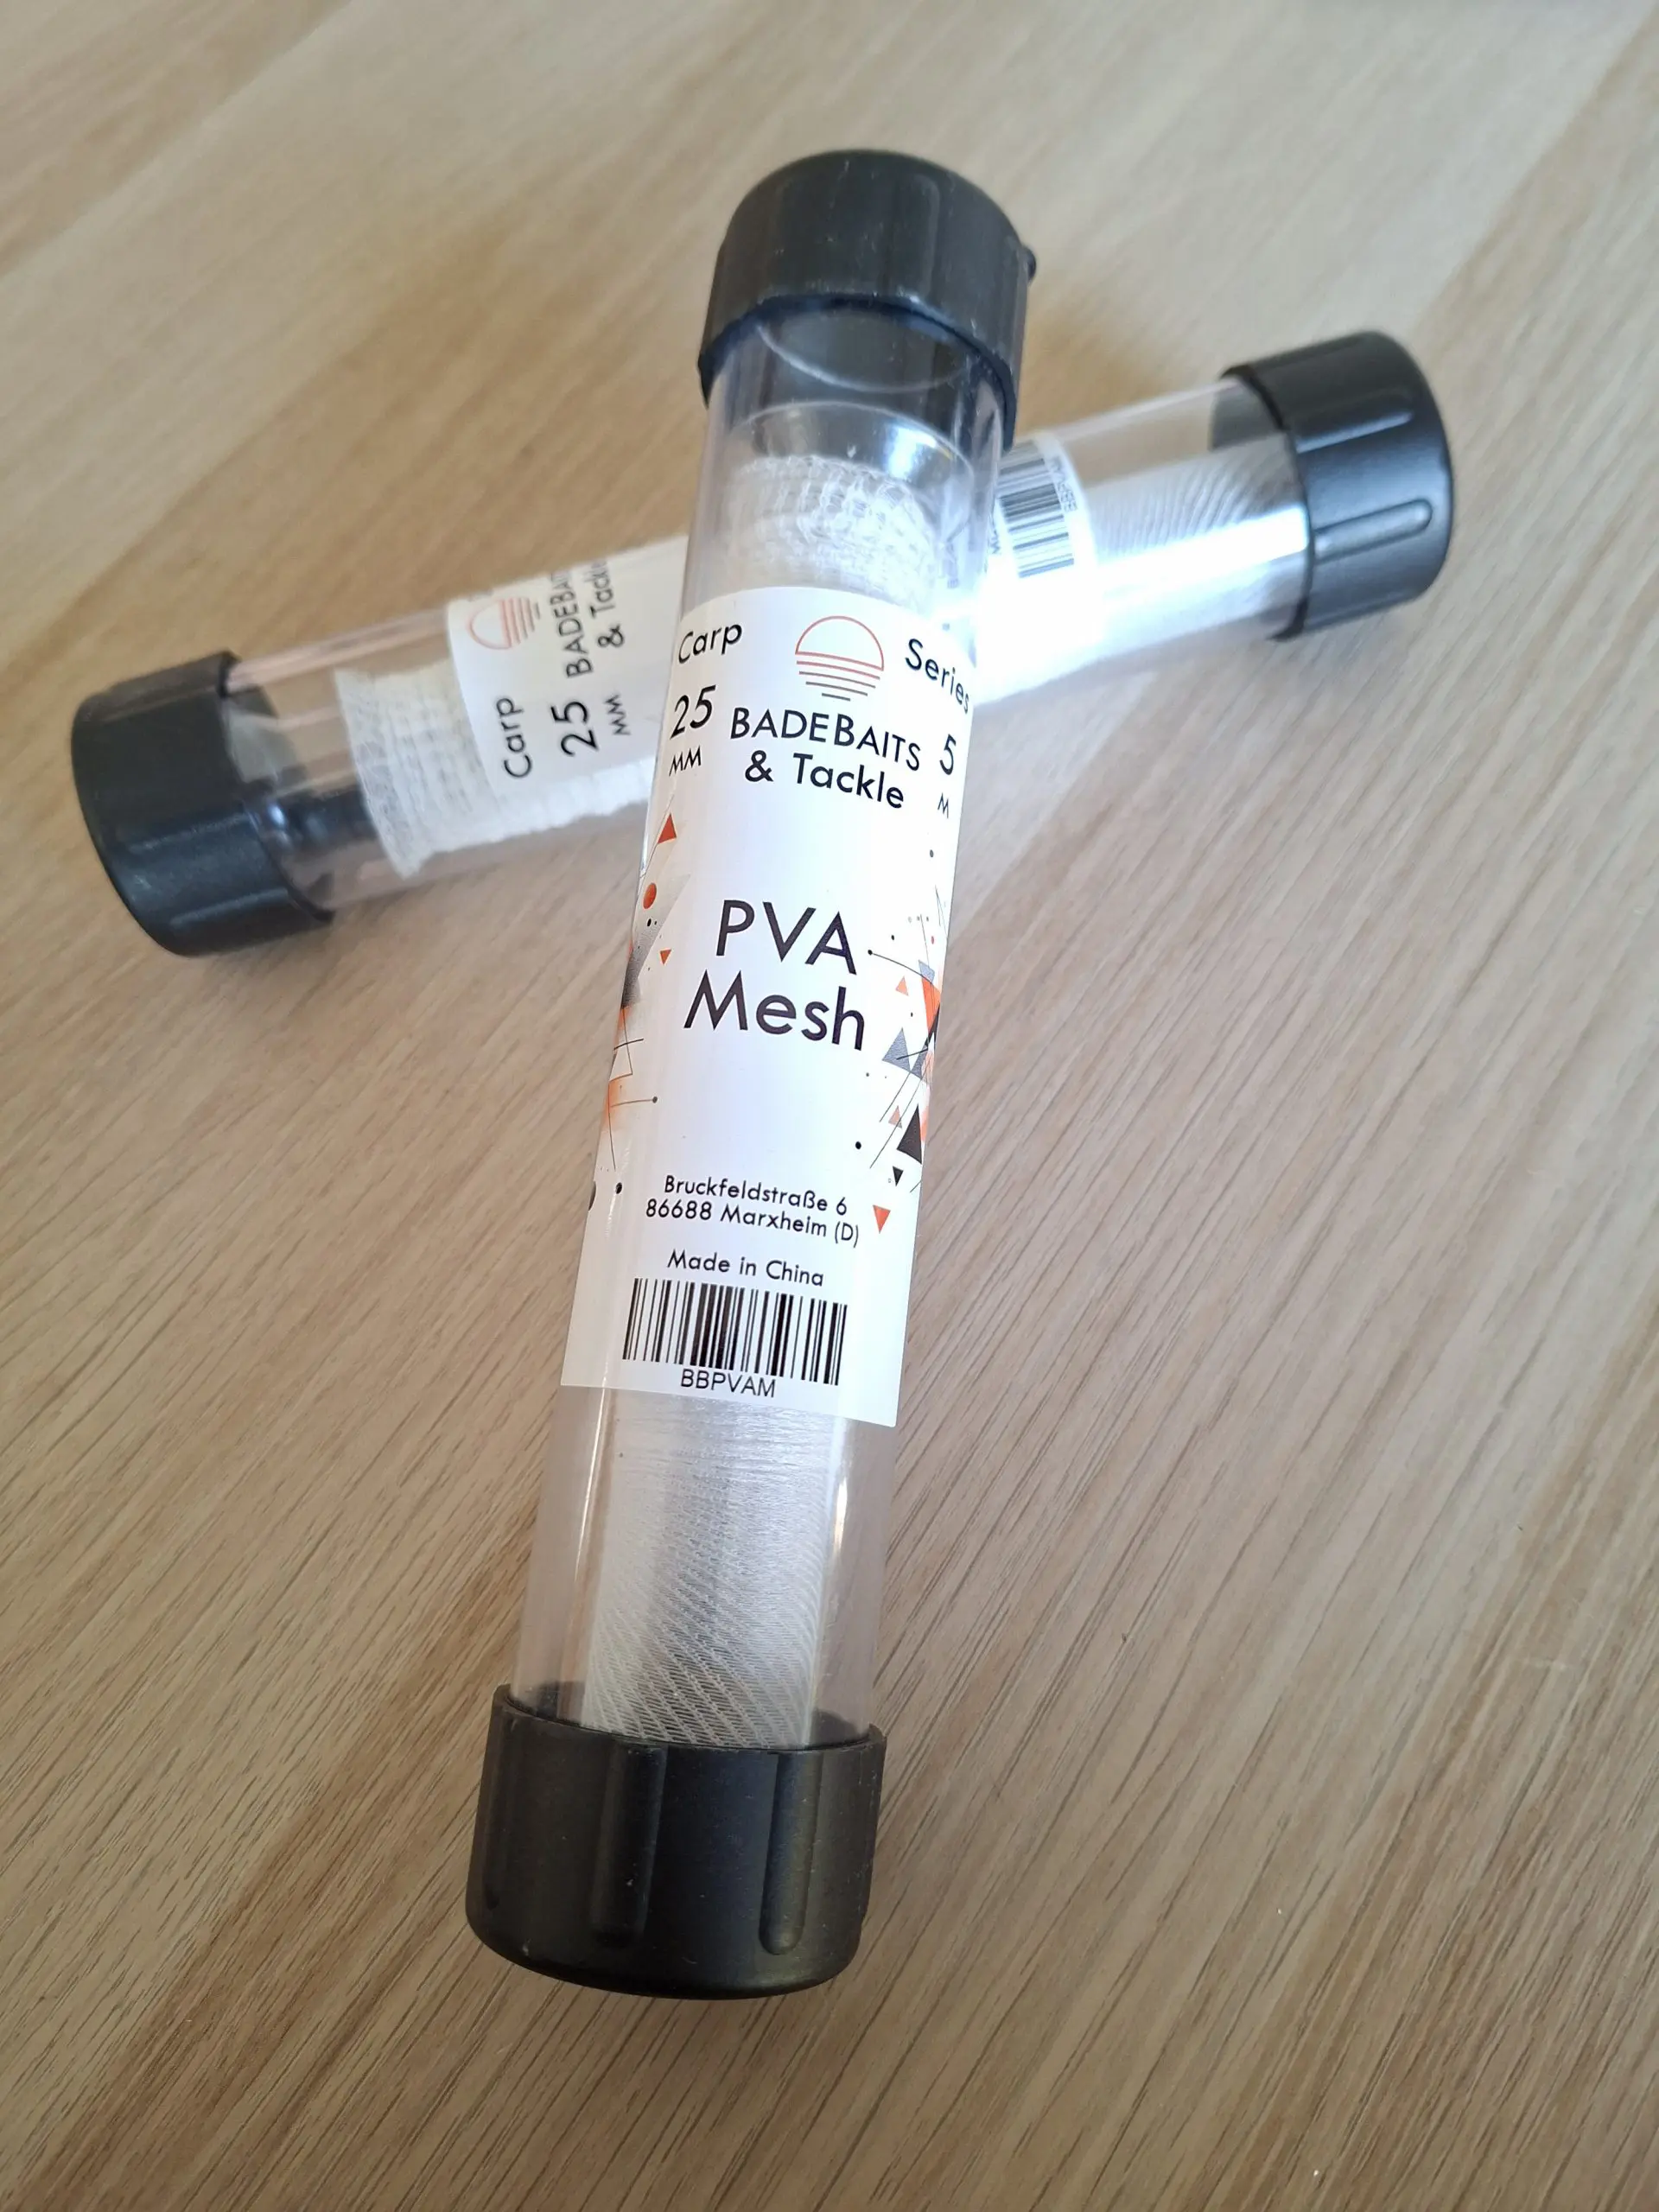 Carp Series
25 MM
BADEBAITS
& Tackle
5 M
PVA
Mesh
Bruckfeldstraße 6
86688 Marxheim (D)
Made in China
BBPVAM
Carp
25 MM
& Tackle